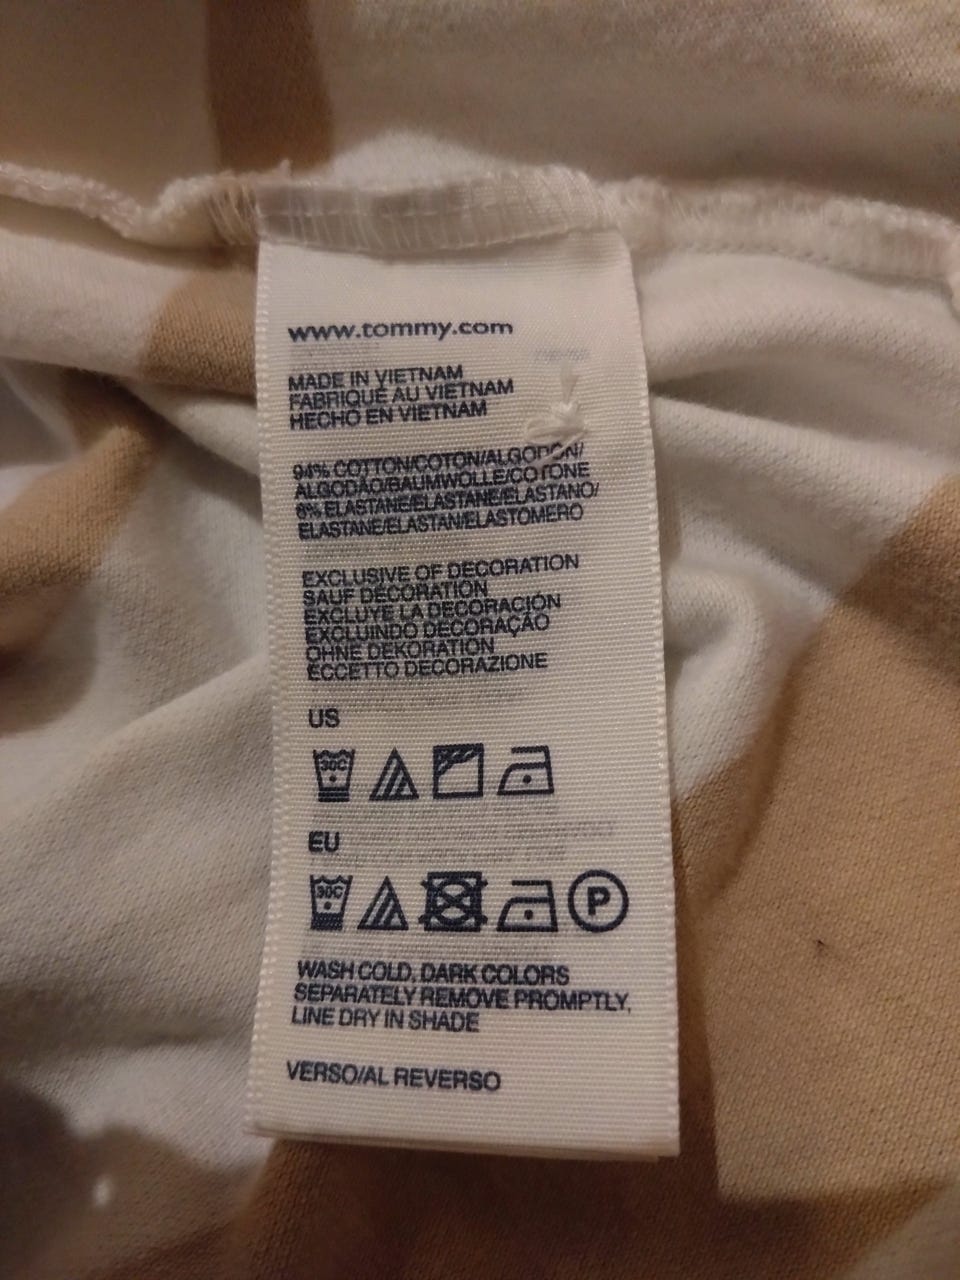 www.tommy.com
MADE IN VIETNAM
FABRIQUÉ AU VIETNAM
HECHO EN VIETNAM
94% COTTON/COTON/ALGODÓN/
ALGODÃO/BAUMWOLLE/COTONE
6% ELASTANE/ELASTANE/ELASTANO/
ELASTANE/ELASTAN/ELASTOMERO
EXCLUSIVE OF DECORATION
SAUF DÉCORATION
EXCLUYE LA DECORACIÓN
EXCLUINDO DECORAÇÃO
OHNE DEKORATION
ECCETTO DECORAZIONE
US
30C
EU
30C P
WASH COLD, DARK COLORS
SEPARATELY REMOVE PROMPTLY,
LINE DRY IN SHADE
VERSO/AL REVERSO